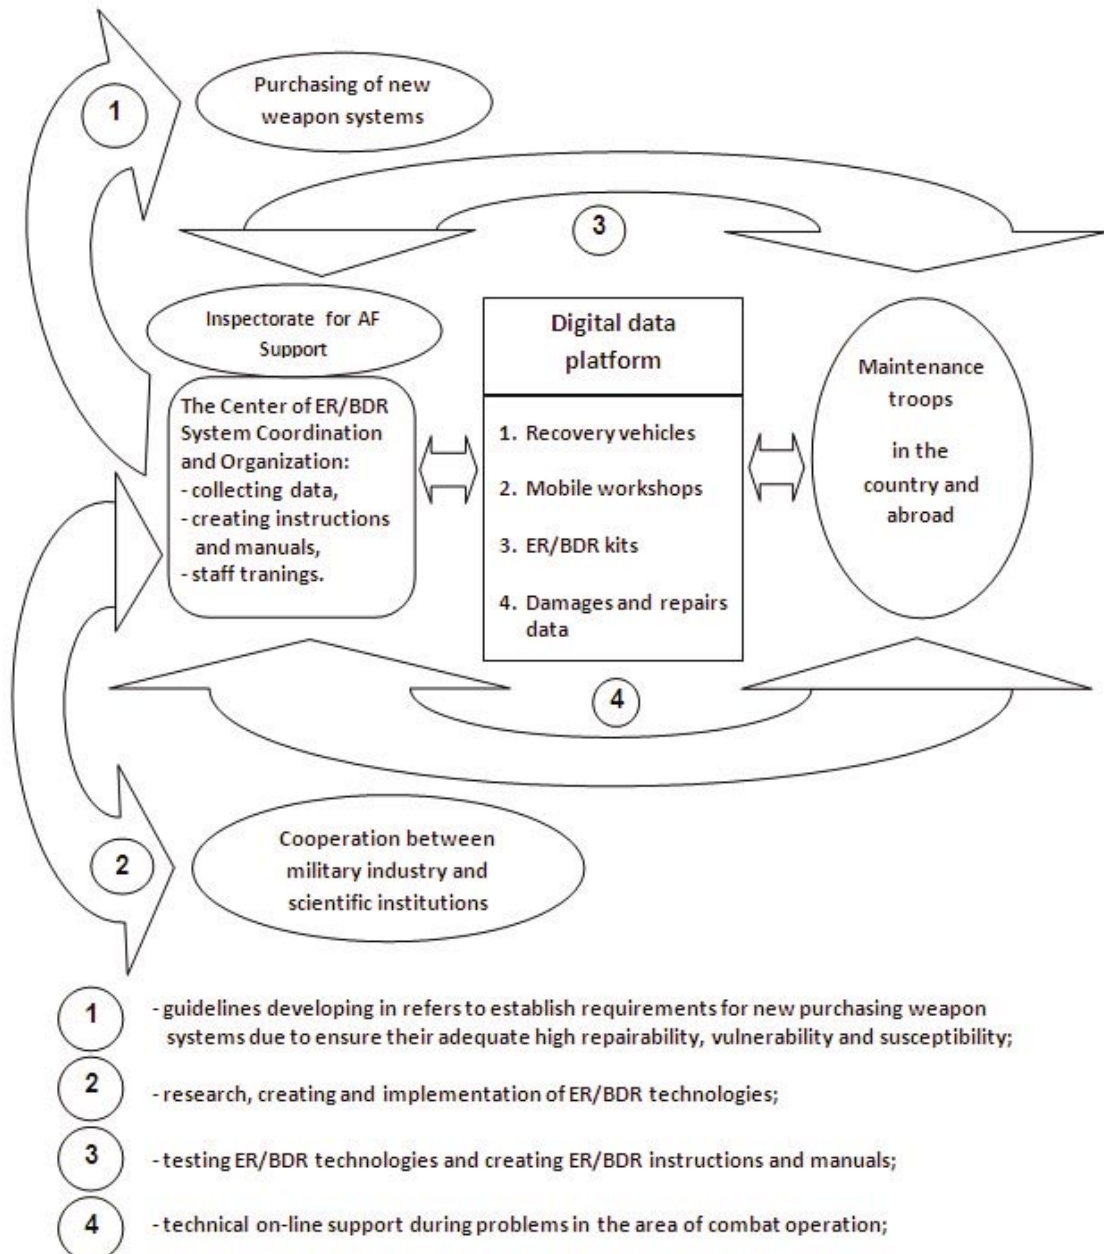 1
Purchasing of new
weapon systems
3
Inspectorate for AF
Support
The Center of ER/BDR
System Coordination
and Organization:
- collecting data,
- creating instructions
and manuals,
- staff tranings.
Digital data
platform
1. Recovery vehicles
2. Mobile workshops
3. ER/BDR kits
4. Damages and repairs
data
Maintenance
troops
in the
country and
abroad
4
2
Cooperation between
military industry and
scientific institutions
1 - guidelines developing in refers to establish requirements for new purchasing weapon
systems due to ensure their adequate high repairability, vulnerability and susceptibility;
2 - research, creating and implementation of ER/BDR technologies;
3 - testing ER/BDR technologies and creating ER/BDR instructions and manuals;
4 - technical on-line support during problems in the area of combat operation;